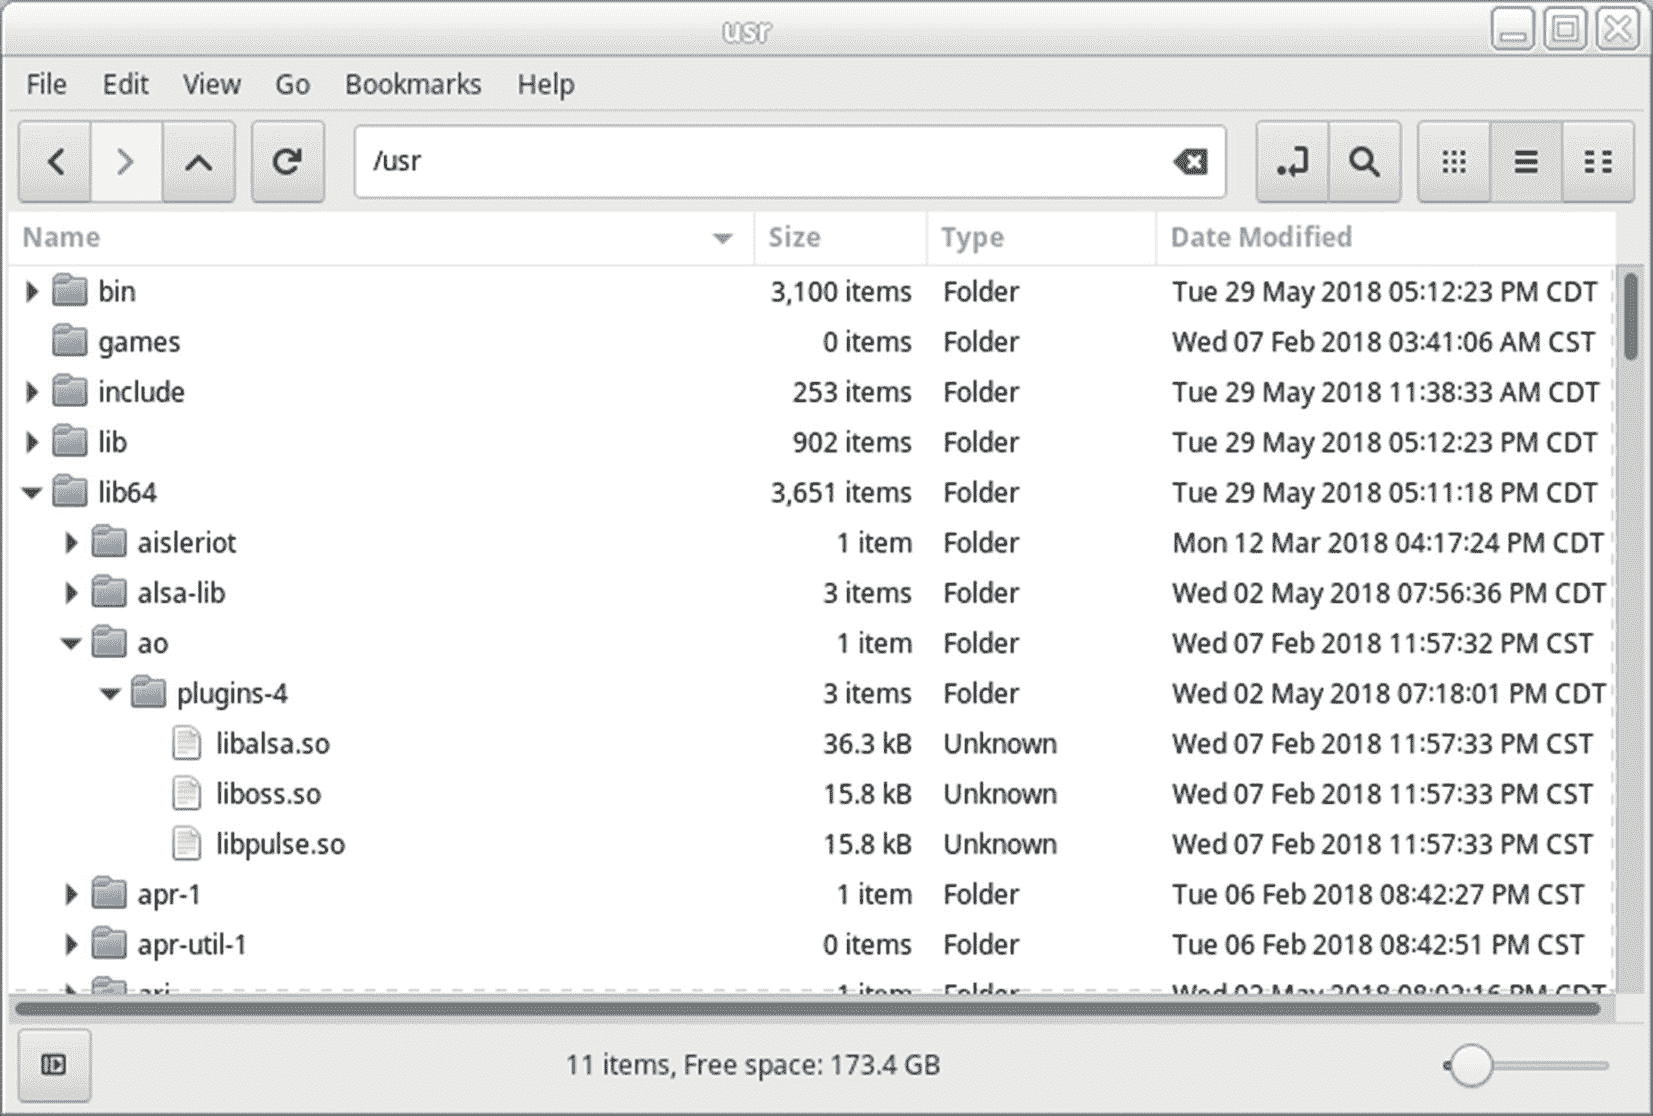 usr
File Edit View Go Bookmarks Help
/usr
Name Size Type Date Modified
bin 3,100 items Folder Tue 29 May 2018 05:12:23 PM CDT
games 0 items Folder Wed 07 Feb 2018 03:41:06 AM CST
include 253 items Folder Tue 29 May 2018 11:38:33 AM CDT
lib 902 items Folder Tue 29 May 2018 05:12:23 PM CDT
lib64 3,651 items Folder Tue 29 May 2018 05:11:18 PM CDT
aisleriot 1 item Folder Mon 12 Mar 2018 04:17:24 PM CDT
alsa-lib 3 items Folder Wed 02 May 2018 07:56:36 PM CDT
ao 1 item Folder Wed 07 Feb 2018 11:57:32 PM CST
plugins-4 3 items Folder Wed 02 May 2018 07:18:01 PM CDT
libalsa.so 36.3 kB Unknown Wed 07 Feb 2018 11:57:33 PM CST
liboss.so 15.8 kB Unknown Wed 07 Feb 2018 11:57:33 PM CST
libpulse.so 15.8 kB Unknown Wed 07 Feb 2018 11:57:33 PM CST
apr-1 1 item Folder Tue 06 Feb 2018 08:42:27 PM CST
apr-util-1 0 items Folder Tue 06 Feb 2018 08:42:51 PM CST
1 item Folder Wed May 2018 PM CDT
11 items, Free space: 173.4 GB